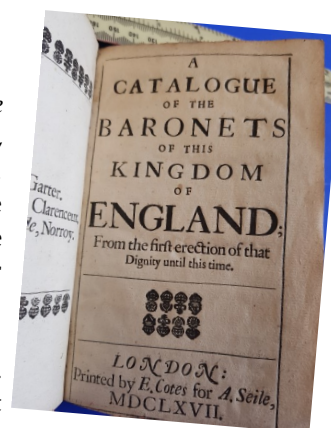 Garter.
Clarenceux,
Norroy.
A
CATALOGUE
OF THE
BARONETS
OF THIS
KINGDOM
OF
ENGLAND;
From the first erection of that
Dignity until this time.
LONDON:
Printed by E. Cotes for A. Seile,
MDCLXVII.